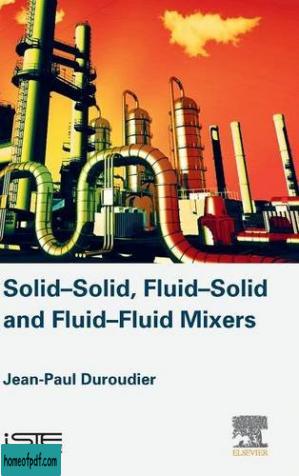 Solid–Solid, Fluid–Solid
and Fluid–Fluid Mixers
Jean-Paul Duroudier
iSTE
ELSEVIER
homeofpdf.com